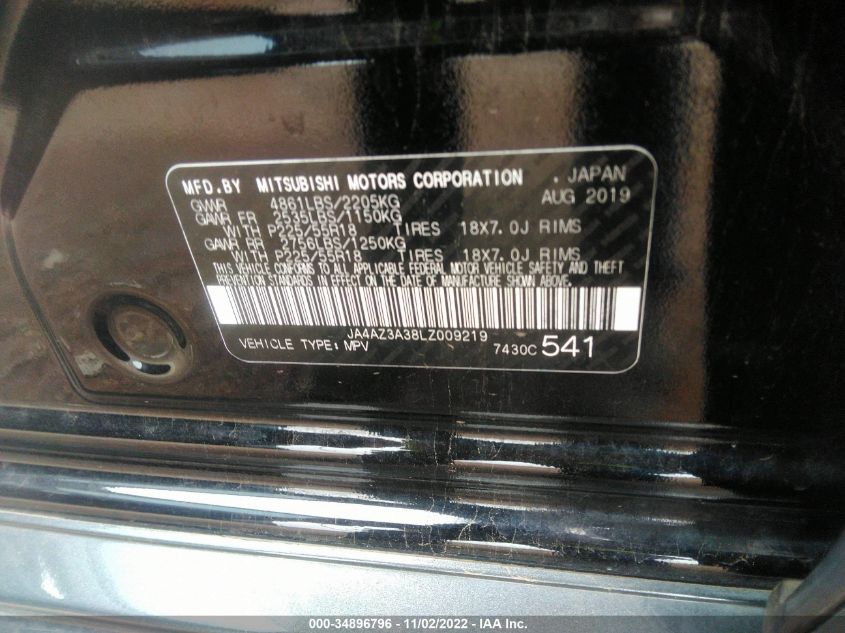 MFD.BY MITSUBISHI MOTORS CORPORATION . JAPAN
GVWR 4861LBS/2205KG AUG 2019
GAWR FR 2535LBS/1150KG
WITH P225/55R18 TIRES 18X7.0J RIMS
GAWR RR 2756LBS/1250KG
WITH P225/55R18 TIRES 18X7.0J RIMS
THIS VEHICLE CONFORMS TO ALL APPLICABLE FEDERAL MOTOR VEHICLE SAFETY AND THEFT
PREVENTION STANDARDS IN EFFECT ON THE DATE OF MANUFACTURE SHOWN ABOVE.
JA4AZ3A38LZ009219
VEHICLE TYPE: MPV 7430C 541
000-34896796 - 11/02/2022 - IAA Inc.